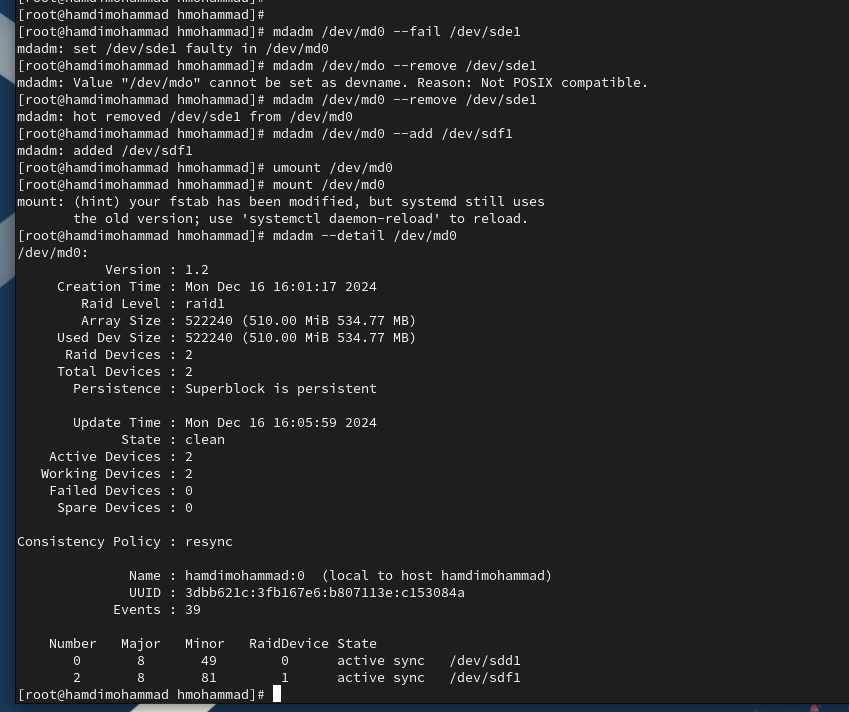 [root@hamdimohammad hmohammad]#
[root@hamdimohammad hmohammad]# mdadm /dev/md0 --fail /dev/sde1
mdadm: set /dev/sde1 faulty in /dev/md0
[root@hamdimohammad hmohammad]# mdadm /dev/mdo --remove /dev/sde1
mdadm: Value "/dev/mdo" cannot be set as devname. Reason: Not POSIX compatible.
[root@hamdimohammad hmohammad]# mdadm /dev/md0 --remove /dev/sde1
mdadm: hot removed /dev/sde1 from /dev/md0
[root@hamdimohammad hmohammad]# mdadm /dev/md0 --add /dev/sdf1
mdadm: added /dev/sdf1
[root@hamdimohammad hmohammad]# umount /dev/md0
[root@hamdimohammad hmohammad]# mount /dev/md0
mount: (hint) your fstab has been modified, but systemd still uses
       the old version; use 'systemctl daemon-reload' to reload.
[root@hamdimohammad hmohammad]# mdadm --detail /dev/md0
/dev/md0:
           Version : 1.2
     Creation Time : Mon Dec 16 16:01:17 2024
        Raid Level : raid1
        Array Size : 522240 (510.00 MiB 534.77 MB)
     Used Dev Size : 522240 (510.00 MiB 534.77 MB)
      Raid Devices : 2
     Total Devices : 2
       Persistence : Superblock is persistent

       Update Time : Mon Dec 16 16:05:59 2024
             State : clean
    Active Devices : 2
   Working Devices : 2
    Failed Devices : 0
     Spare Devices : 0

Consistency Policy : resync

              Name : hamdimohammad:0  (local to host hamdimohammad)
              UUID : 3dbb621c:3fb167e6:b807113e:c153084a
            Events : 39

    Number   Major   Minor   RaidDevice State
       0       8       49        0      active sync   /dev/sdd1
       2       8       81        1      active sync   /dev/sdf1
[root@hamdimohammad hmohammad]#